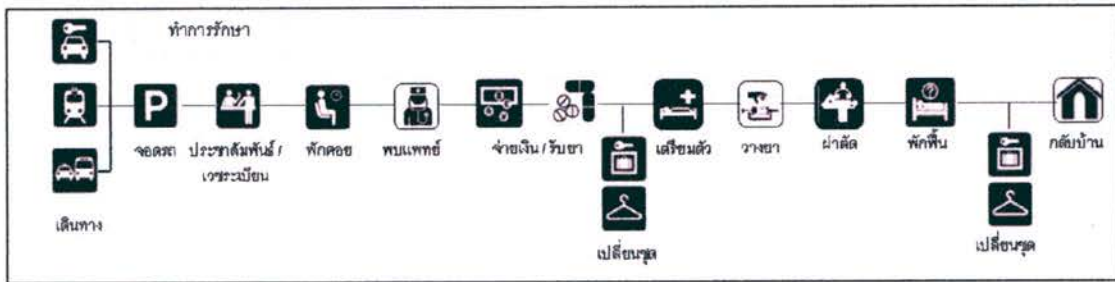 ทำการรักษา
P
จอดรถ
ประชาสัมพันธ์ /
เวชระเบียน
พักคอย
พบแพทย์
จ่ายเงิน / รับยา
เตรียมตัว
วางยา
ผ่าตัด
พักฟื้น
กลับบ้าน
เดินทาง
เปลี่ยนชุด
เปลี่ยนชุด